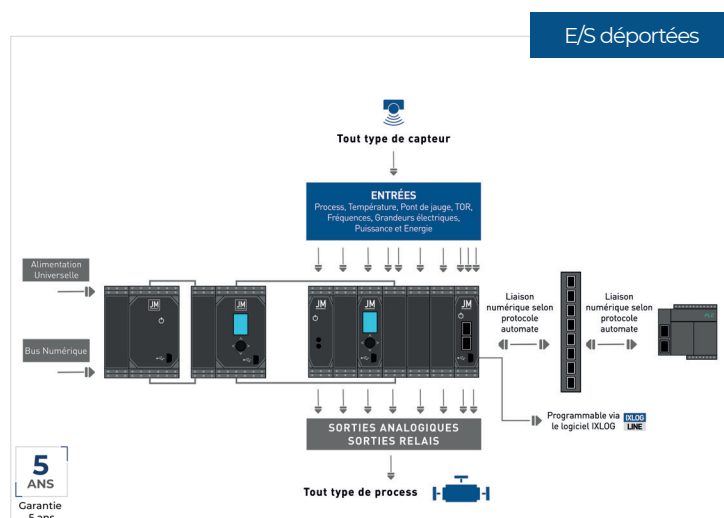 E/S déportées
Tout type de capteur
ENTRÉES
Process, Température, Pont de jauge, TOR,
Fréquences, Grandeurs électriques,
Puissance et Energie
Alimentation
Universelle
Bus Numérique
JM
JM
JM
JM
JM
Liaison
numérique selon
protocole
automate
Liaison
numérique selon
protocole
automate
PLC
Programmable via
le logiciel IXLOG
IXLOG
LINE
SORTIES ANALOGIQUES
SORTIES RELAIS
Tout type de process
5
ANS
Garantie
5 ans